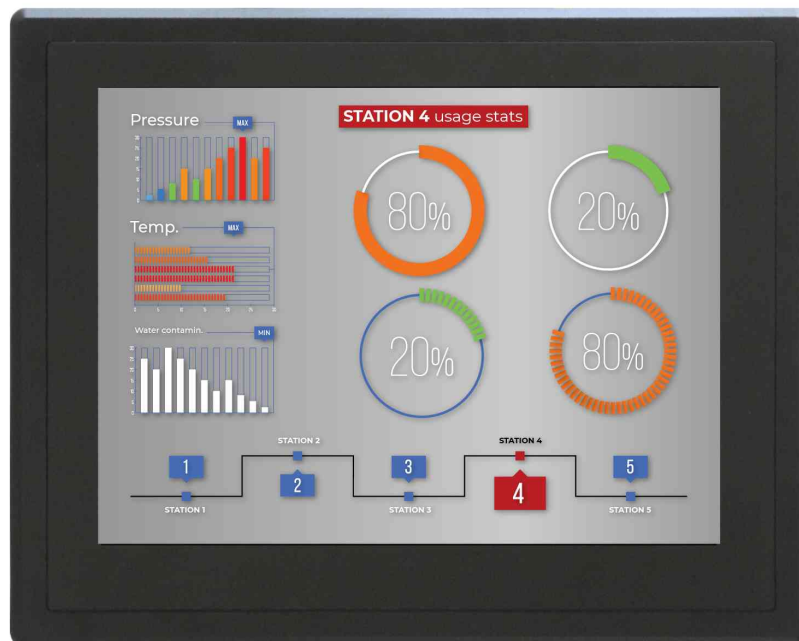 Pressure
MAX
STATION 4 usage stats
80%
20%
Temp.
MAX
Water contamin.
MIN
20%
80%
STATION 2
STATION 4
1
3
5
2
4
STATION 1
STATION 3
STATION 5